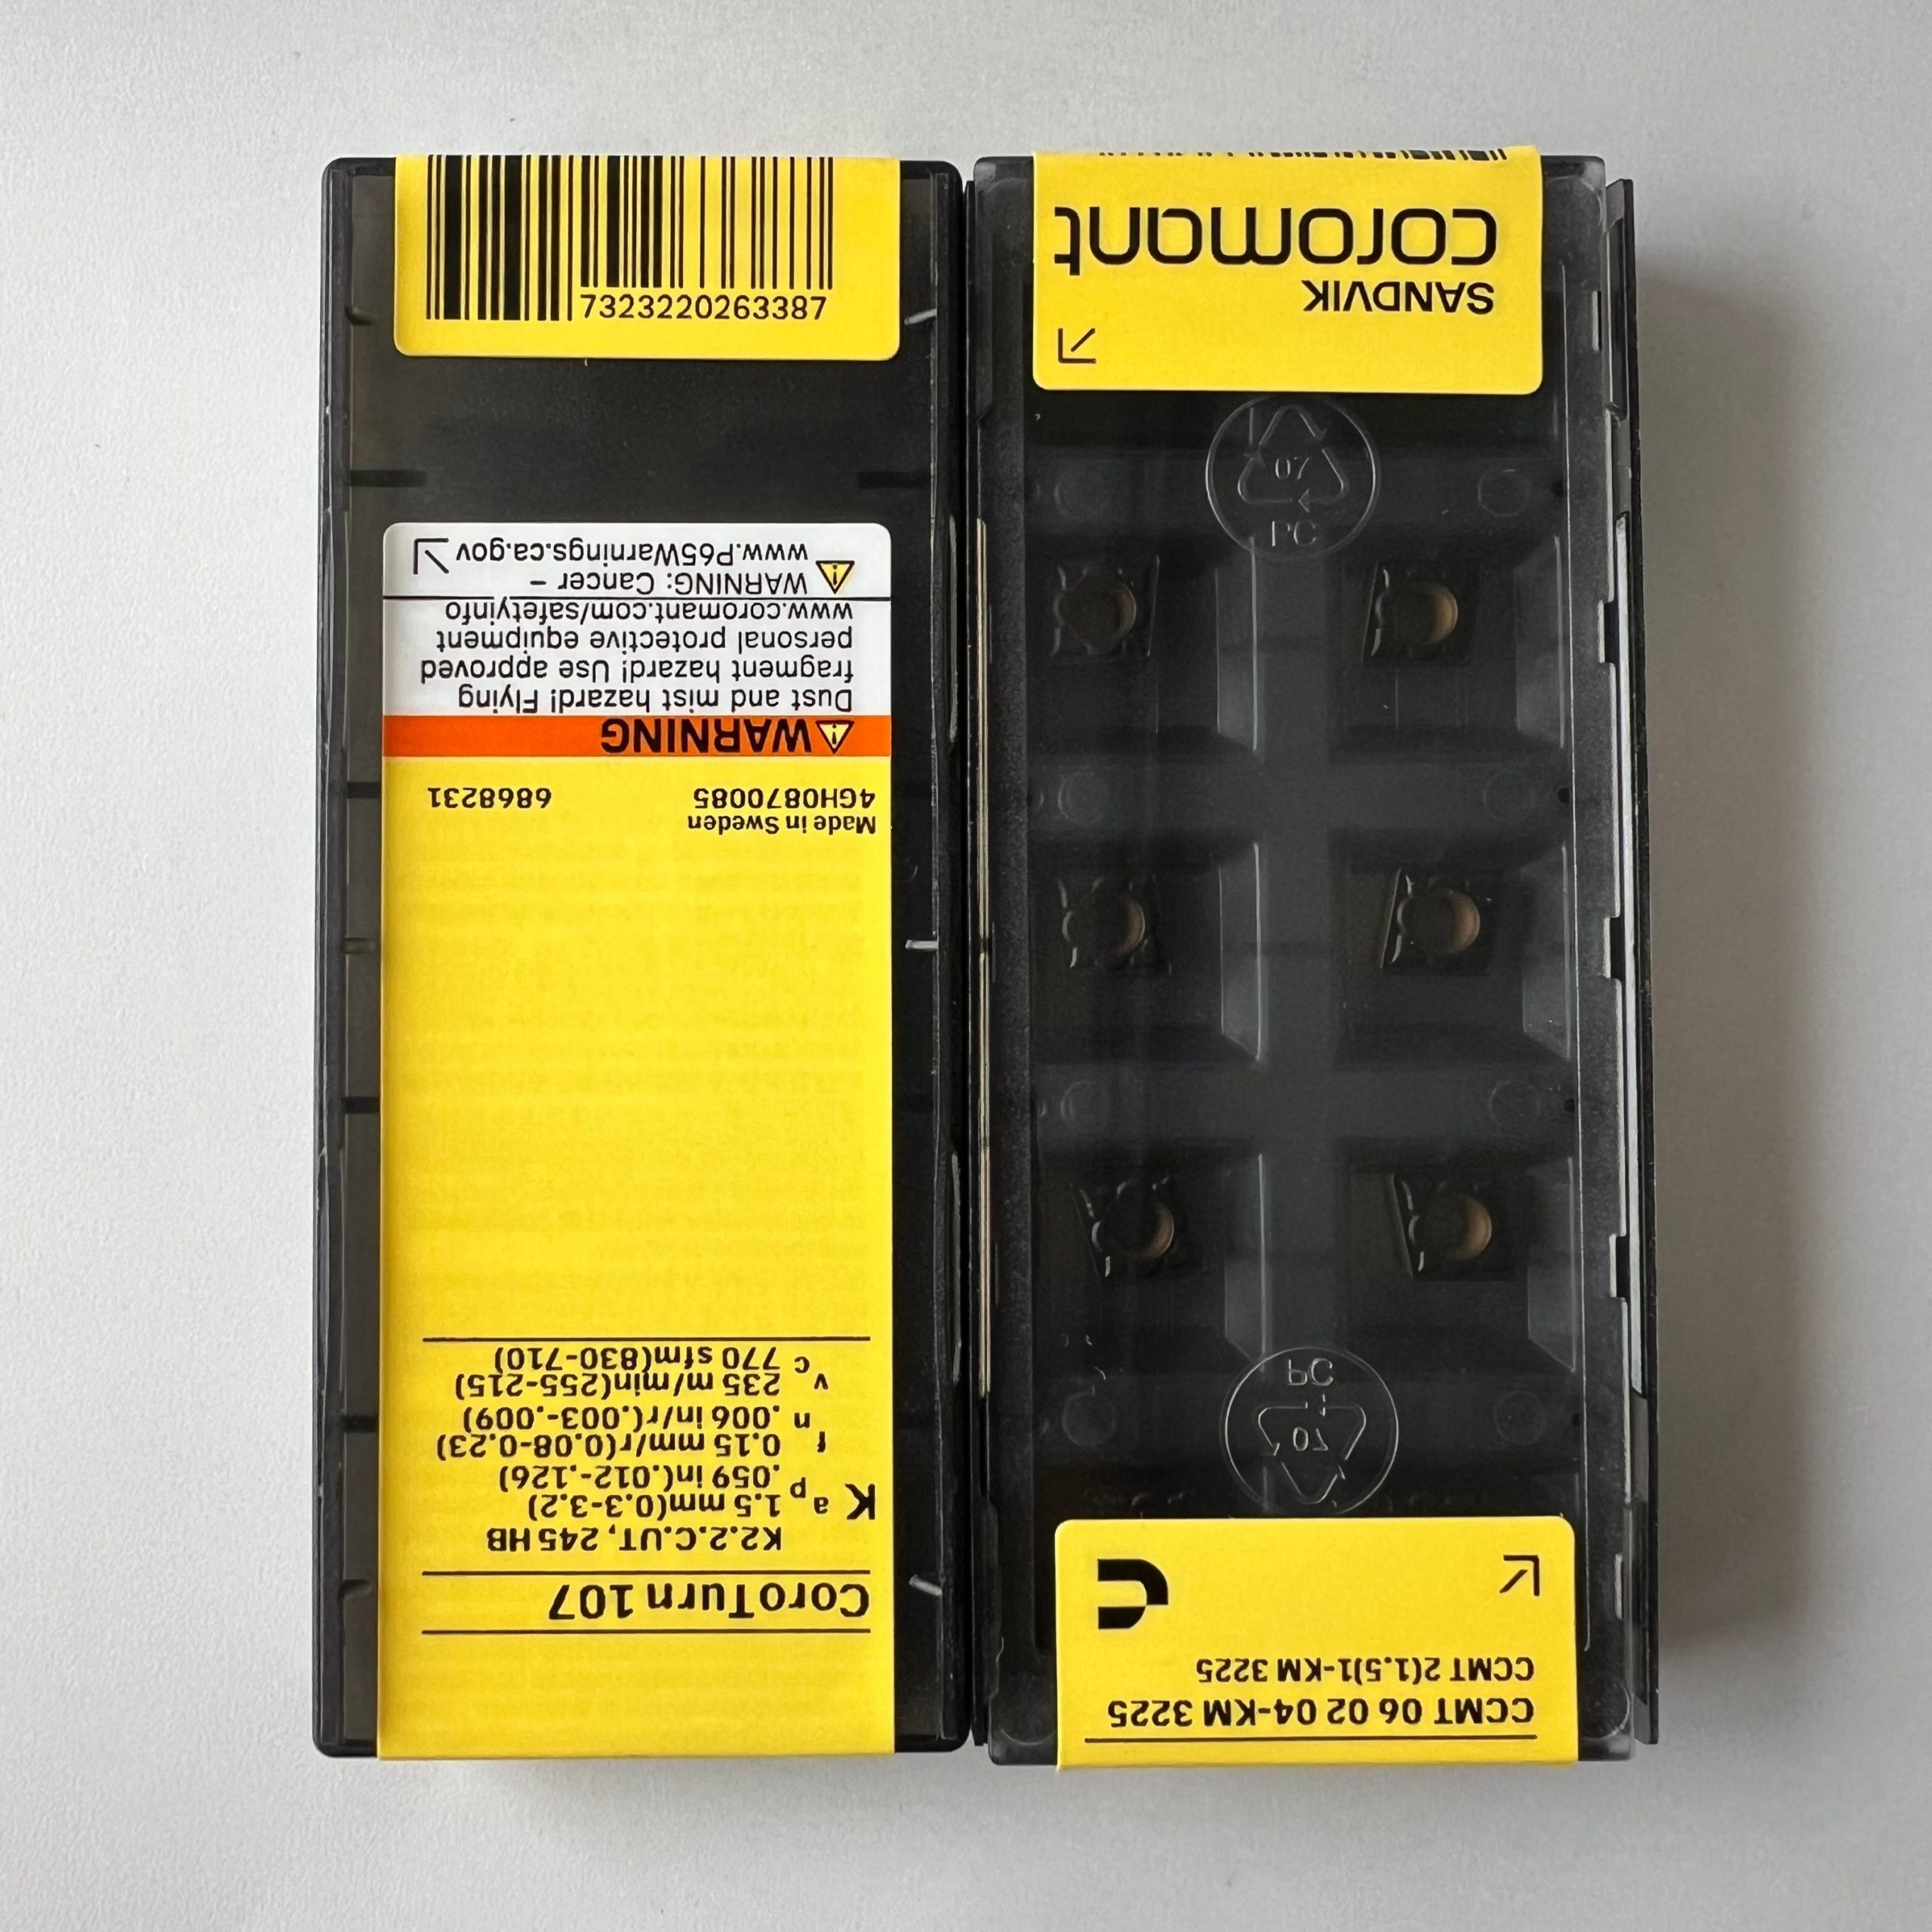 CCMT 06 02 04-KM 3225
CCMT 2(1.5)1-KM 3225
07
PC
PC
07
SANDVIK
coromant
CoroTurn 107
K2.2.C.UT, 245 HB
K
ap 1.5 mm(0.3-3.2)
.059 in(.012-.126)
fn 0.15 mm/r(0.08-0.23)
.006 in/r(.003-.009)
vc 235 m/min(255-215)
c 770 sfm(830-710)
Made in Sweden
4GH0870085 6868231
WARNING
Dust and mist hazard! Flying
fragment hazard! Use approved
personal protective equipment
www.coromant.com/safetyinfo
WARNING: Cancer –
www.P65Warnings.ca.gov
7323220263387